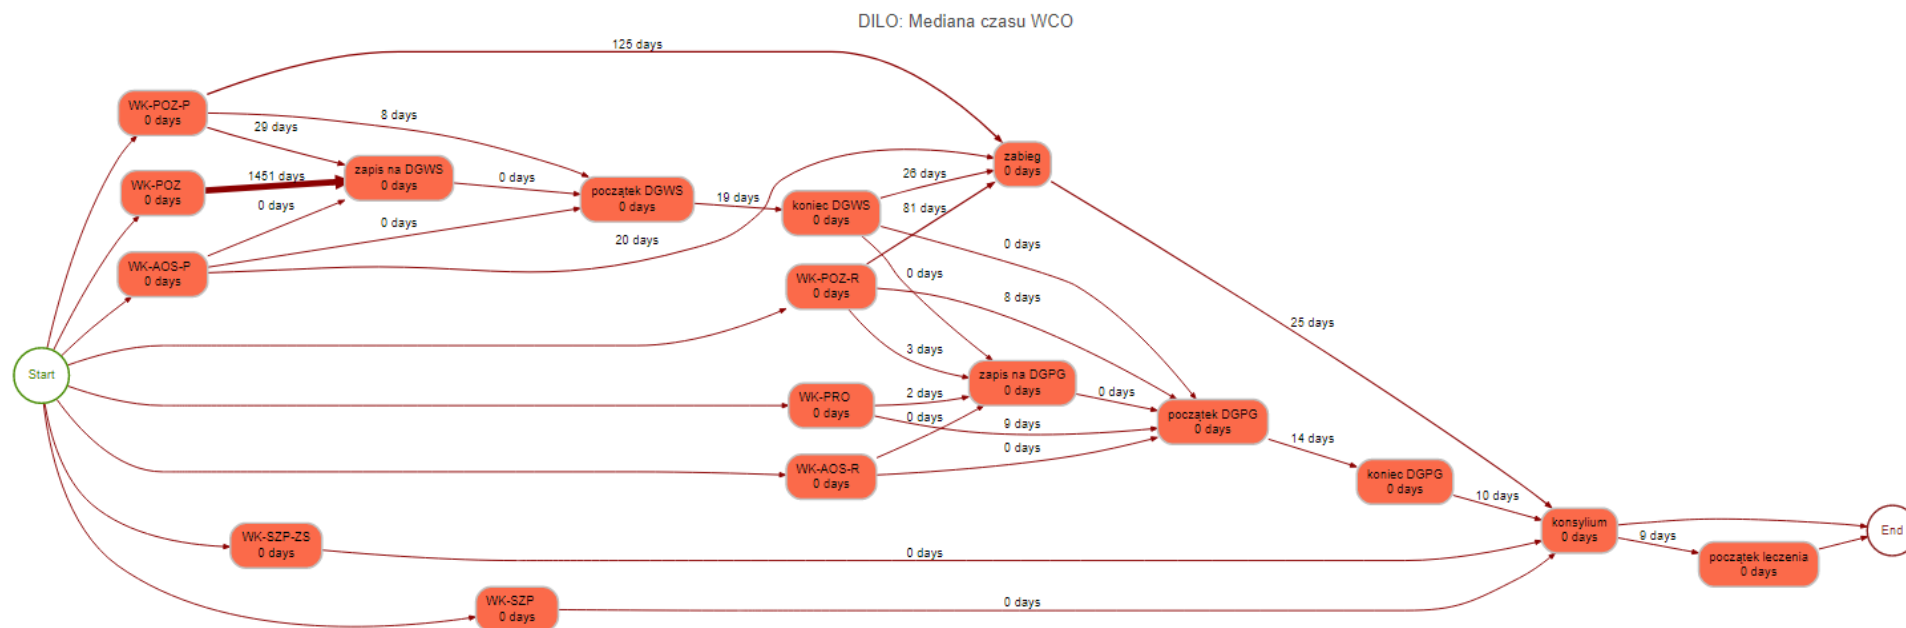 DILO: Mediana czasu WCO
125 days
WK-POZ-P
0 days
8 days
29 days
zabieg
0 days
zapis na DGWS
0 days
1451 days
WK-POZ
0 days
0 days
początek DGWS
0 days
26 days
19 days
koniec DGWS
0 days
81 days
0 days
0 days
20 days
0 days
WK-AOS-P
0 days
0 days
WK-POZ-R
0 days
8 days
25 days
3 days
Start
zapis na DGPG
0 days
2 days
0 days
WK-PRO
0 days
0 days
9 days
początek DGPG
0 days
14 days
0 days
WK-AOS-R
0 days
koniec DGPG
0 days
10 days
konsylium
0 days
End
9 days
WK-SZP-ZS
0 days
0 days
początek leczenia
0 days
WK-SZP
0 days
0 days